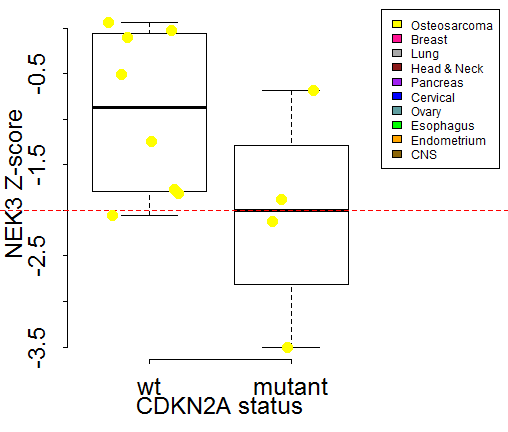 Osteosarcoma
Breast
Lung
Head & Neck
Pancreas
Cervical
Ovary
Esophagus
Endometrium
CNS
NEK3 Z-score
-0.5
-1.5
-2.5
-3.5
wt mutant
CDKN2A status